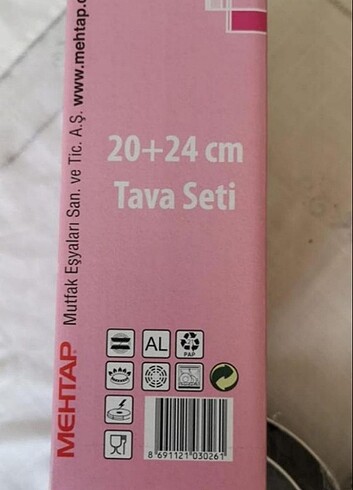 20+24 cm
Tava Seti
MEHTAP Mutfak Eşyaları San. ve Tic. A.Ş. www.mehtap.c
AL
PAP
8 691121 030261